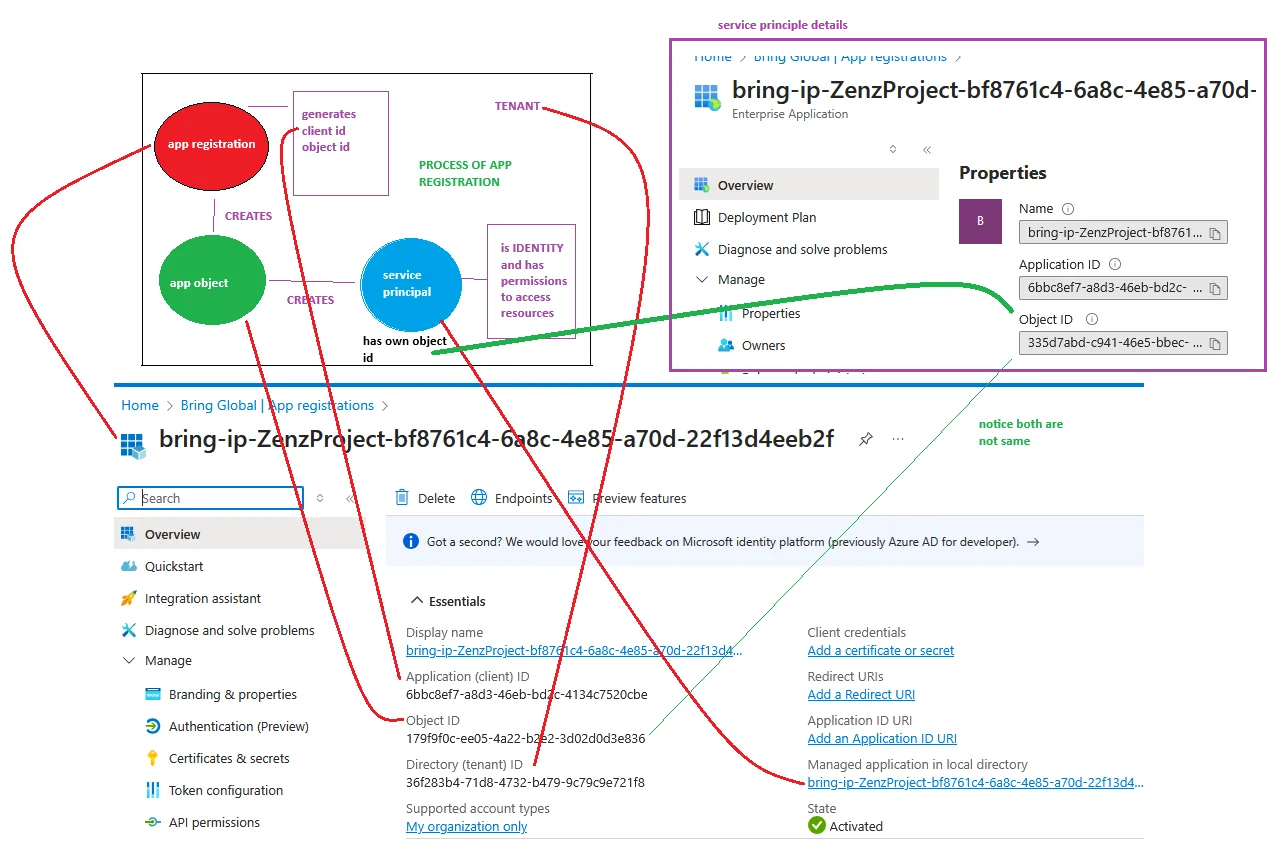 service principle details
Home > Bring Global | App registrations >
bring-ip-ZenzProject-bf8761c4-6a8c-4e85-a70d-
Enterprise Application
«
Overview
Deployment Plan
Diagnose and solve problems
Manage
Properties
Owners
Properties
B
Name
bring-ip-ZenzProject-bf8761...
Application ID
6bbc8ef7-a8d3-46eb-bd2c- ...
Object ID
335d7abd-c941-46e5-bbec- ...
TENANT
app registration
generates
client id
object id
PROCESS OF APP
REGISTRATION
CREATES
app object
CREATES
service
principal
is IDENTITY
and has
permissions
to access
resources
has own object
id
notice both are
not same
Home > Bring Global | App registrations >
bring-ip-ZenzProject-bf8761c4-6a8c-4e85-a70d-22f13d4eeb2f
...
Search
«
Delete
Endpoints
Preview features
Got a second? We would love your feedback on Microsoft identity platform (previously Azure AD for developer). →
Overview
Quickstart
Integration assistant
Diagnose and solve problems
Manage
Branding & properties
Authentication (Preview)
Certificates & secrets
Token configuration
API permissions
Essentials
Display name
bring-ip-ZenzProject-bf8761c4-6a8c-4e85-a70d-22f13d4...
Application (client) ID
6bbc8ef7-a8d3-46eb-bd2c-4134c7520cbe
Object ID
179f9f0c-ee05-4a22-b2e2-3d02d0d3e836
Directory (tenant) ID
36f283b4-71d8-4732-b479-9c79c9e721f8
Supported account types
My organization only
Client credentials
Add a certificate or secret
Redirect URIs
Add a Redirect URI
Application ID URI
Add an Application ID URI
Managed application in local directory
bring-ip-ZenzProject-bf8761c4-6a8c-4e85-a70d-22f13d4...
State
Activated